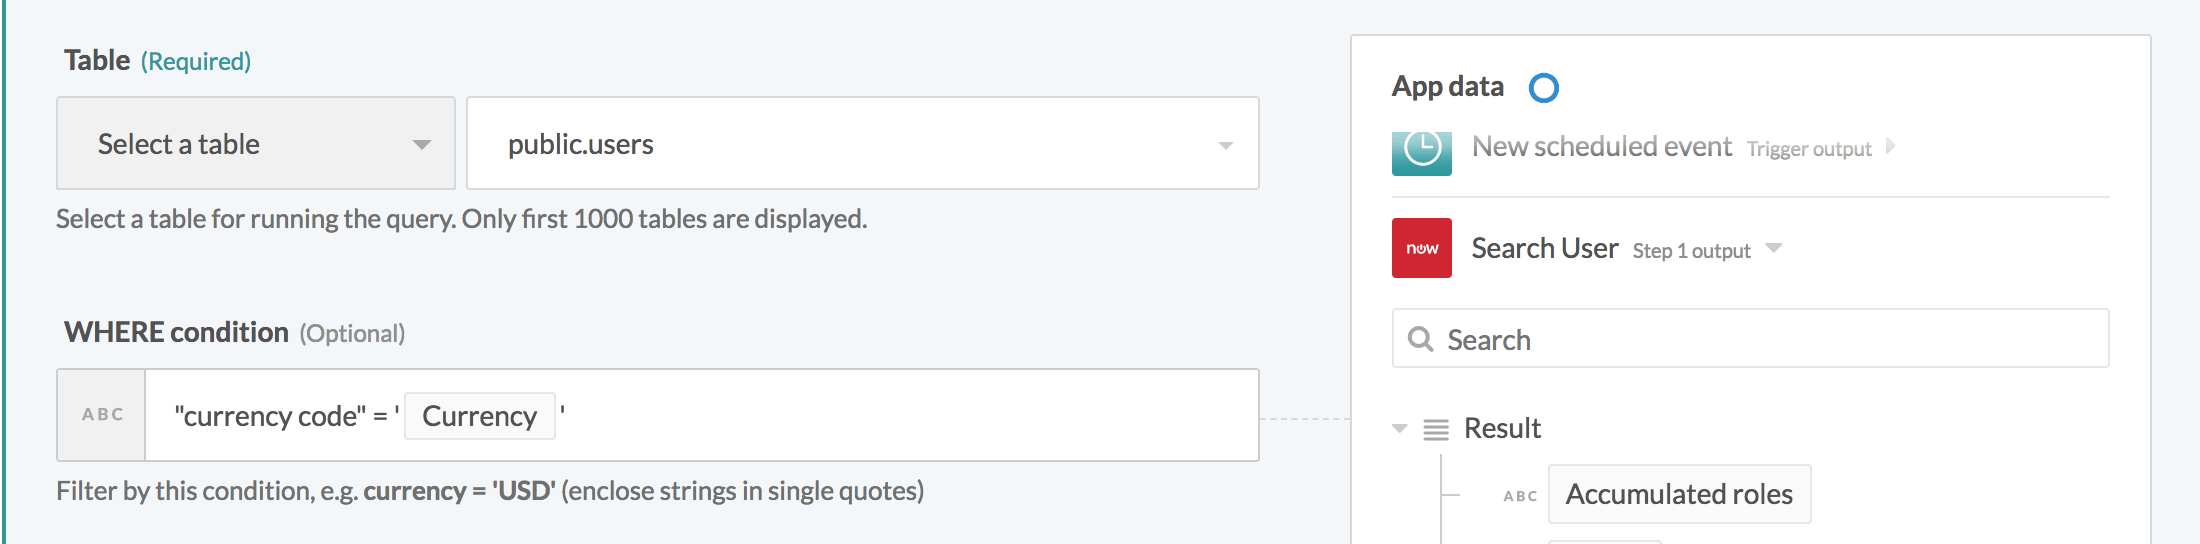 Table (Required)
Select a table
public.users
Select a table for running the query. Only first 1000 tables are displayed.
WHERE condition (Optional)
ABC
"currency code" = ' Currency '
Filter by this condition, e.g. currency = 'USD' (enclose strings in single quotes)
App data
New scheduled event Trigger output
now
Search User Step 1 output
Search
Result
ABC
Accumulated roles